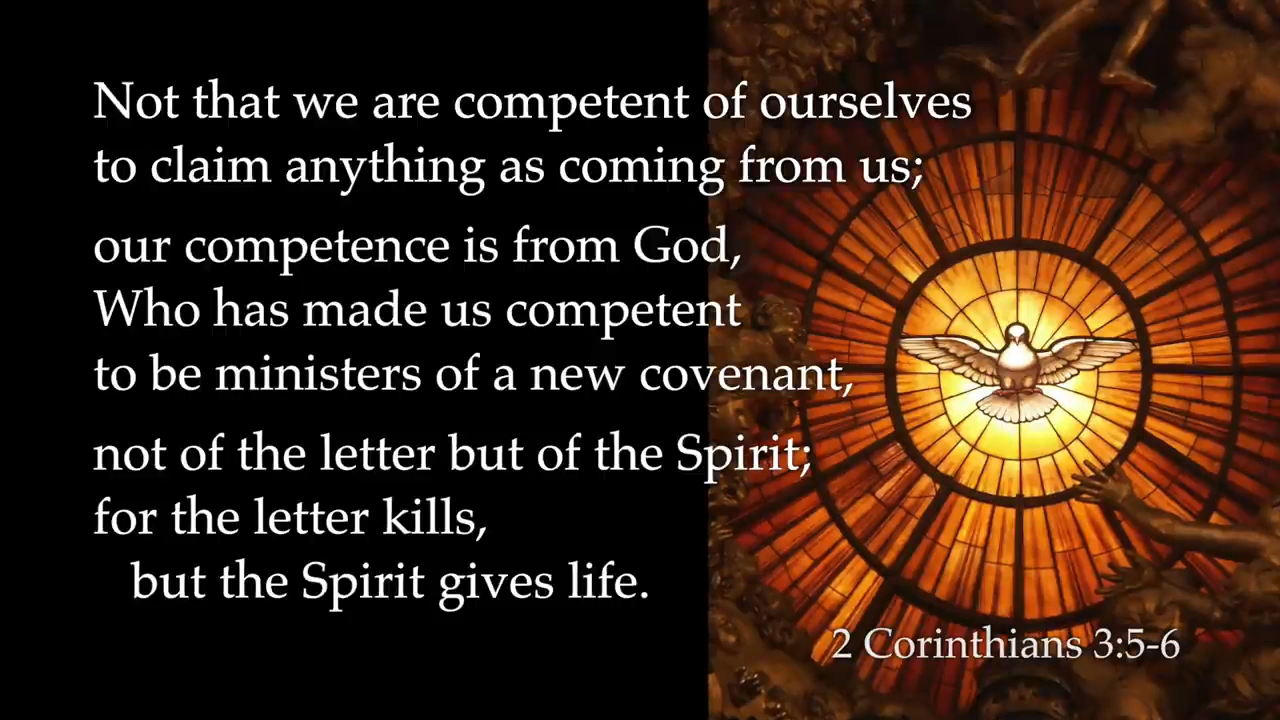 Not that we are competent of ourselves
to claim anything as coming from us;
our competence is from God,
Who has made us competent
to be ministers of a new covenant,
not of the letter but of the Spirit;
for the letter kills,
but the Spirit gives life.
2 Corinthians 3:5-6